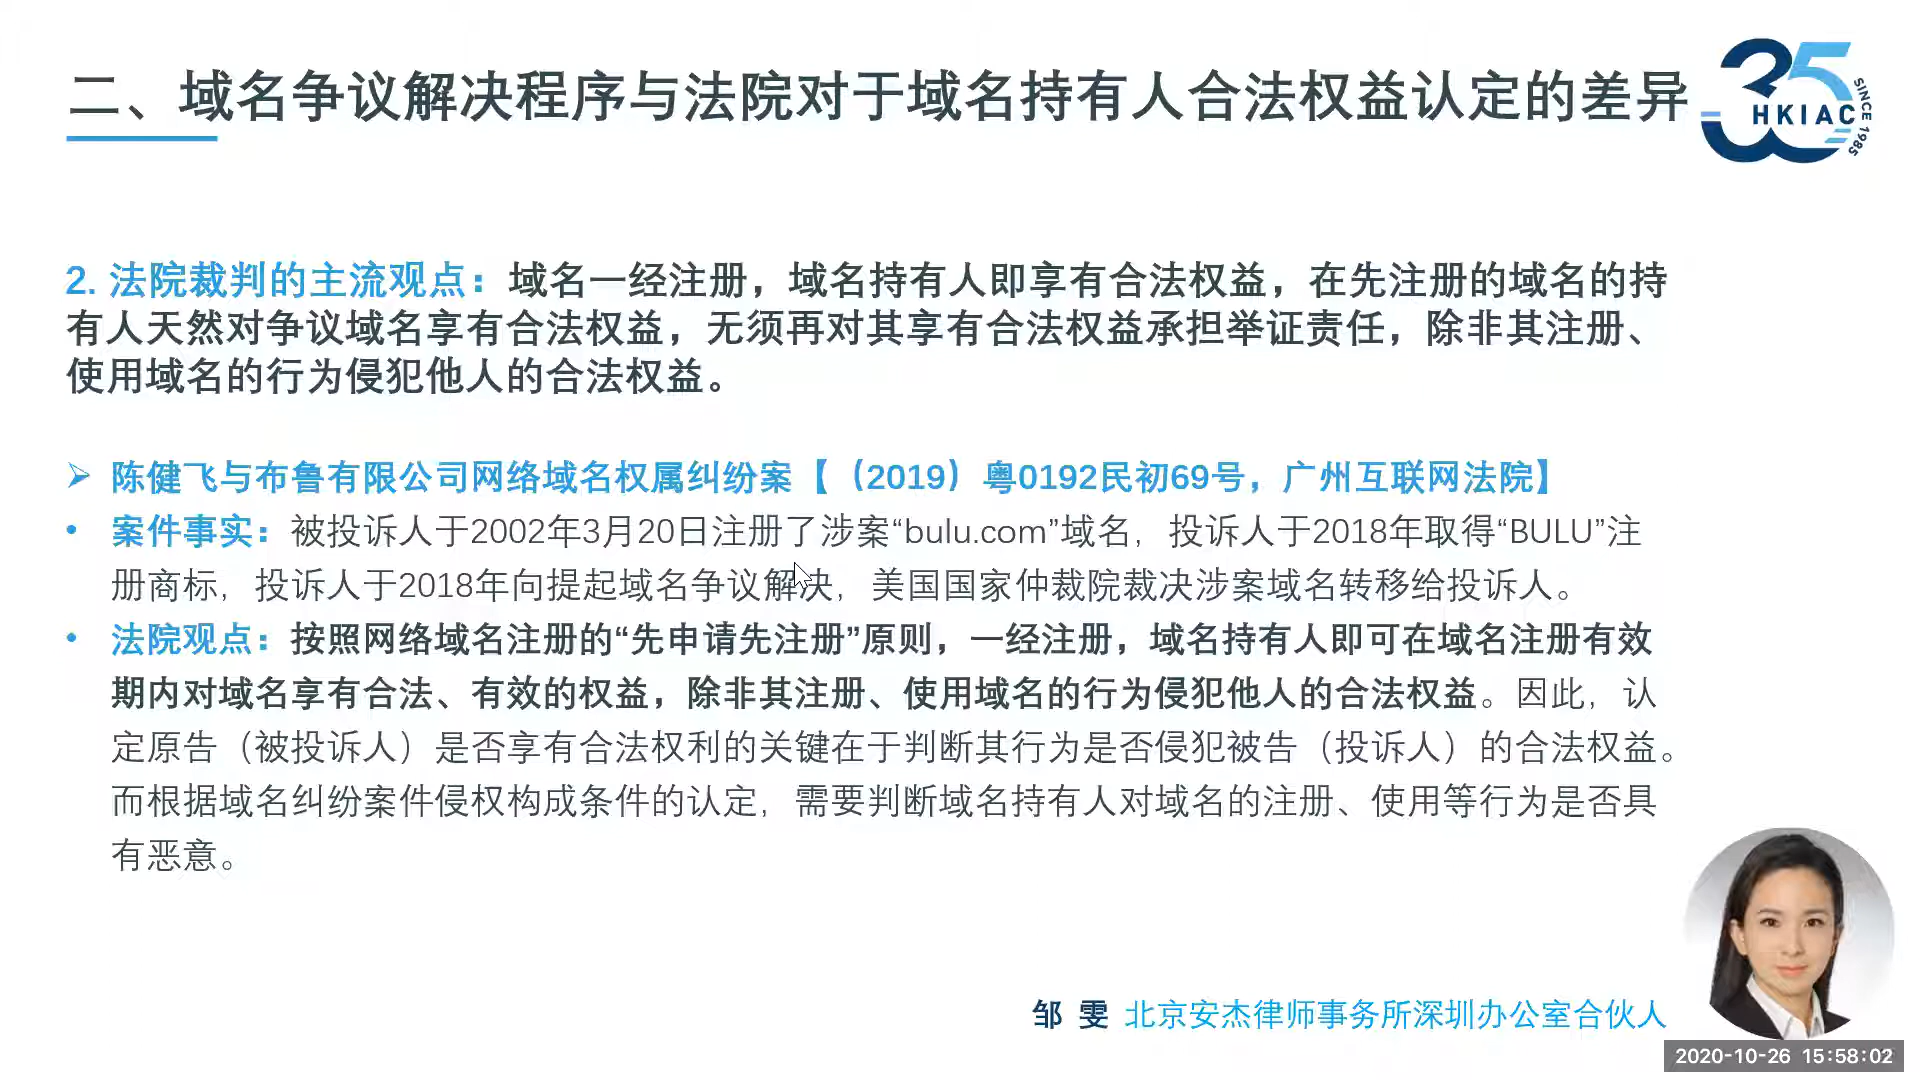 二、域名争议解决程序与法院对于域名持有人合法权益认定的差异
35
HKIAC
SINCE 1985
2. 法院裁判的主流观点：域名一经注册，域名持有人即享有合法权益，在先注册的域名的持
有人天然对争议域名享有合法权益，无须再对其享有合法权益承担举证责任，除非其注册、
使用域名的行为侵犯他人的合法权益。
➢ 陈健飞与布鲁有限公司网络域名权属纠纷案【（2019）粤0192民初69号，广州互联网法院】
• 案件事实：被投诉人于2002年3月20日注册了涉案“bulu.com”域名，投诉人于2018年取得“BULU”注
册商标，投诉人于2018年向提起域名争议解决，美国国家仲裁院裁决涉案域名转移给投诉人。
• 法院观点：按照网络域名注册的“先申请先注册”原则，一经注册，域名持有人即可在域名注册有效
期内对域名享有合法、有效的权益，除非其注册、使用域名的行为侵犯他人的合法权益。因此，认
定原告（被投诉人）是否享有合法权利的关键在于判断其行为是否侵犯被告（投诉人）的合法权益。
而根据域名纠纷案件侵权构成条件的认定，需要判断域名持有人对域名的注册、使用等行为是否具
有恶意。
邹 雯 北京安杰律师事务所深圳办公室合伙人
2020-10-26 15:58:02